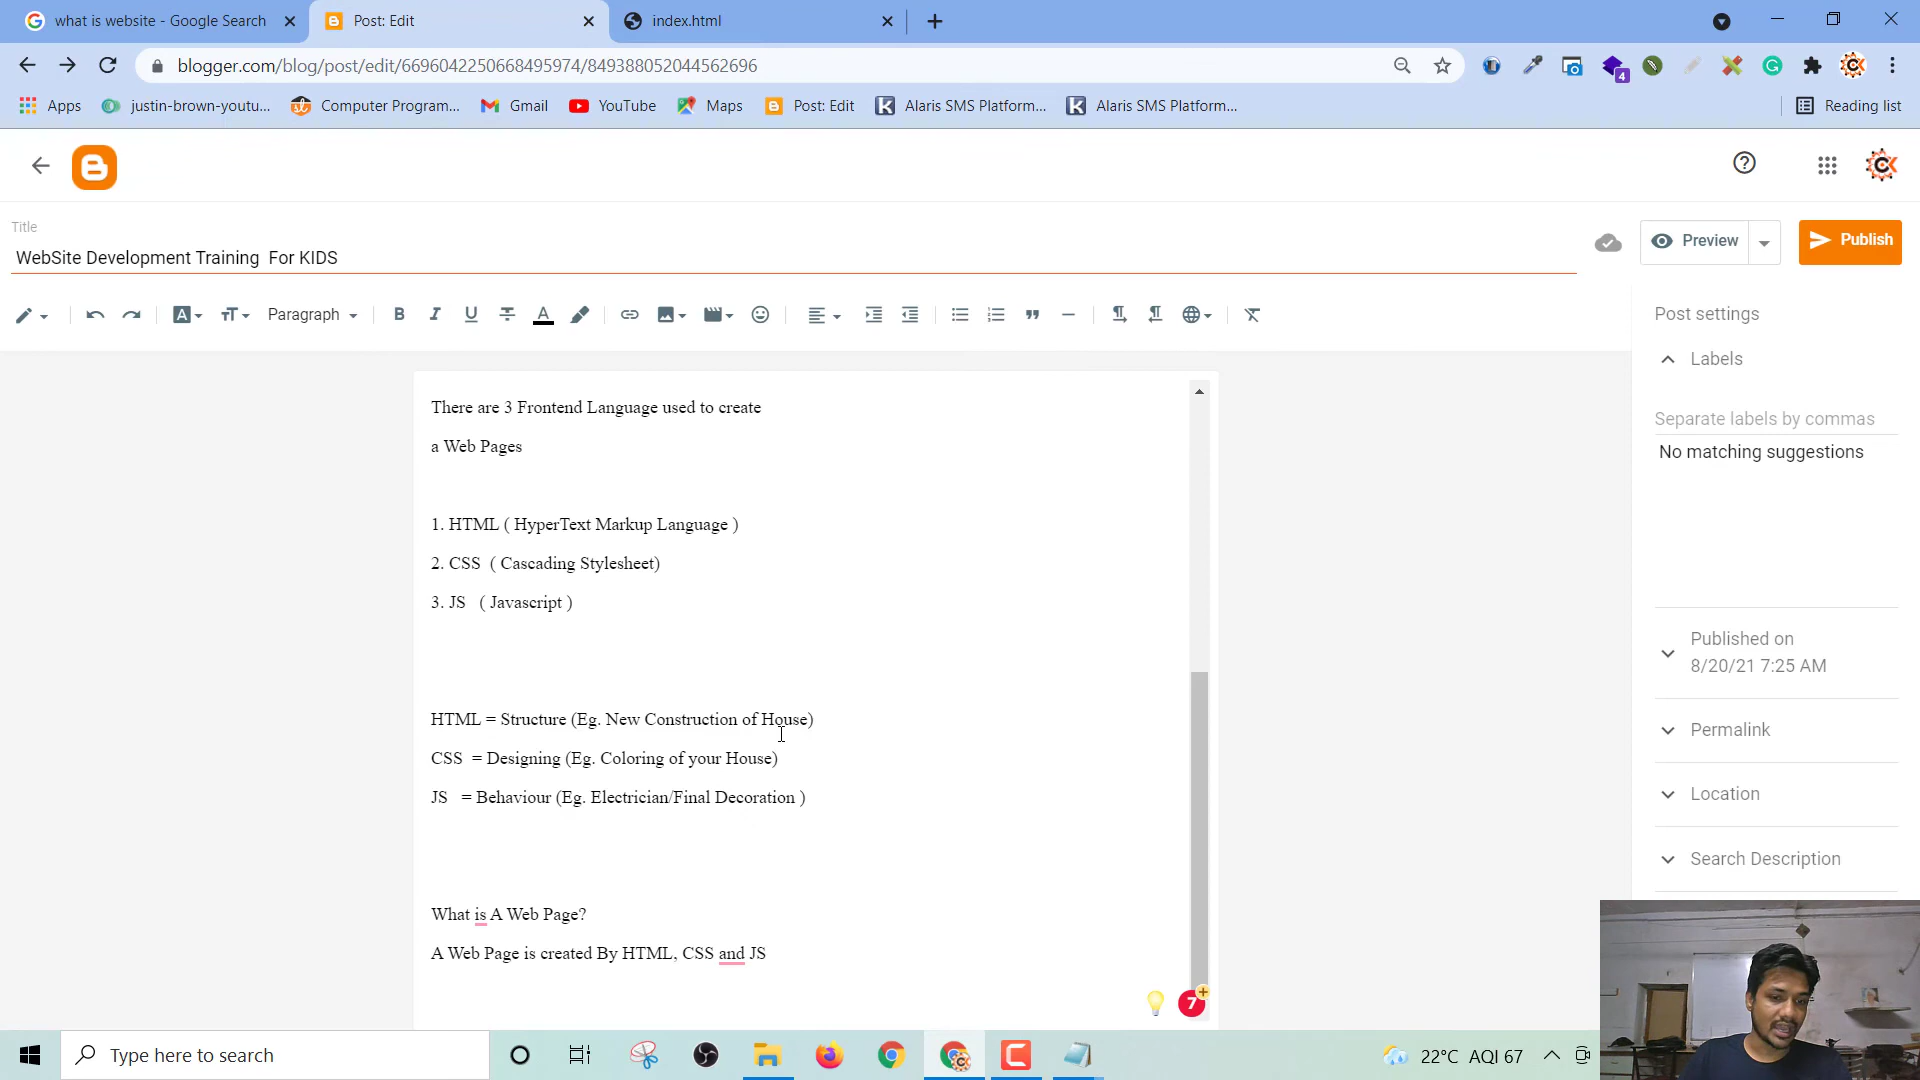 what is website - Google Search
Post: Edit
index.html
blogger.com/blog/post/edit/6696042250668495974/849388052044562696
4
Apps
justin-brown-youtu...
Computer Program...
Gmail
YouTube
Maps
Post: Edit
Alaris SMS Platform...
Alaris SMS Platform...
Reading list
Title
WebSite Development Training  For KIDS
Preview
Publish
Paragraph
Post settings
Labels
Separate labels by commas
No matching suggestions
There are 3 Frontend Language used to create
a Web Pages
1. HTML ( HyperText Markup Language )
2. CSS  ( Cascading Stylesheet)
3. JS   ( Javascript )
Published on
8/20/21 7:25 AM
HTML = Structure (Eg. New Construction of House)
CSS  = Designing (Eg. Coloring of your House)
JS   = Behaviour (Eg. Electrician/Final Decoration )
Permalink
Location
Search Description
What is A Web Page?
A Web Page is created By HTML, CSS and JS
7
Type here to search
22°C  AQI 67